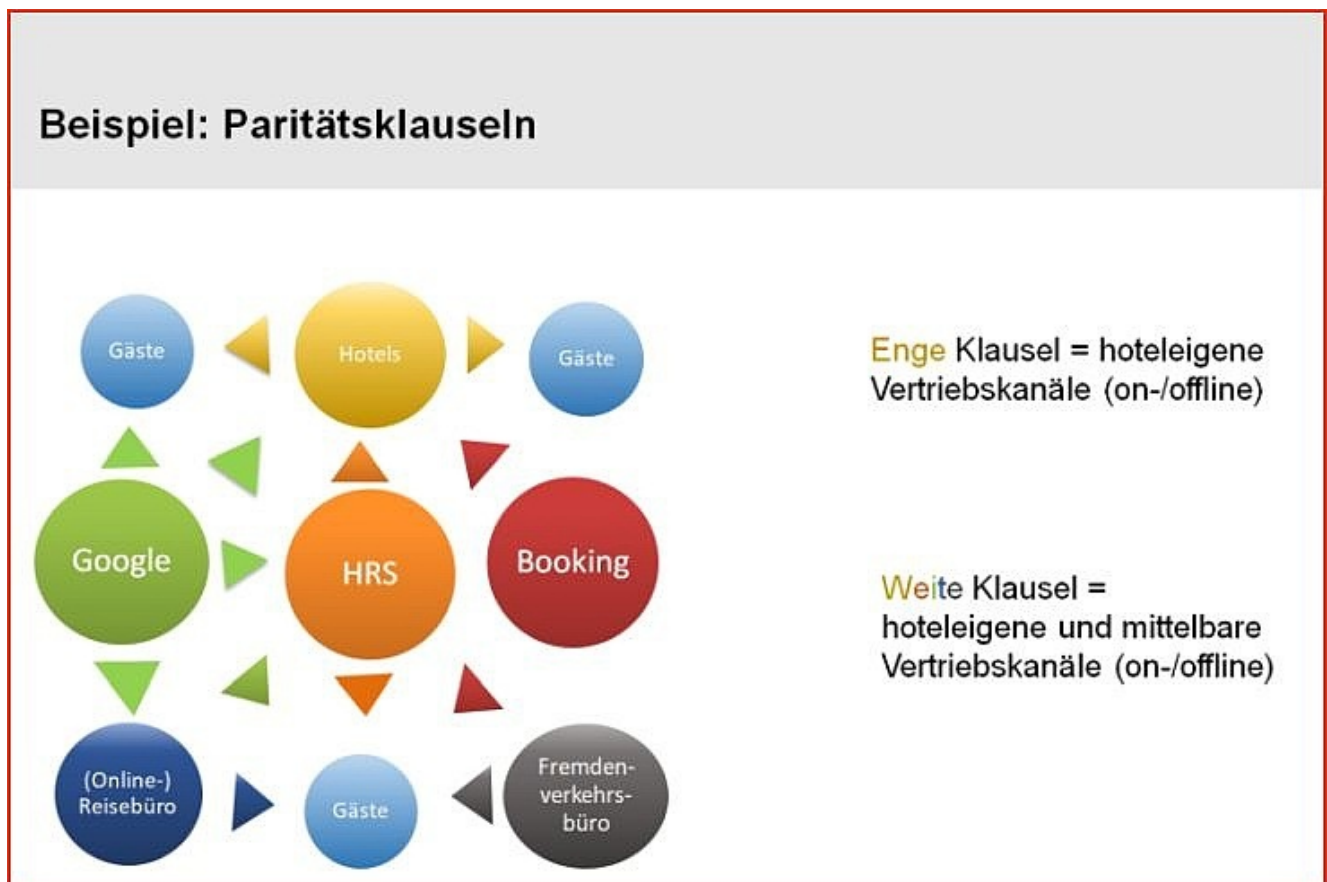 Beispiel: Paritätsklauseln
Gäste
Hotels
Gäste
Enge Klausel = hoteleigene
Vertriebskanäle (on-/offline)
Google
HRS
Booking
Weite Klausel =
hoteleigene und mittelbare
Vertriebskanäle (on-/offline)
(Online-)
Reisebüro
Gäste
Fremden-
verkehrs-
büro